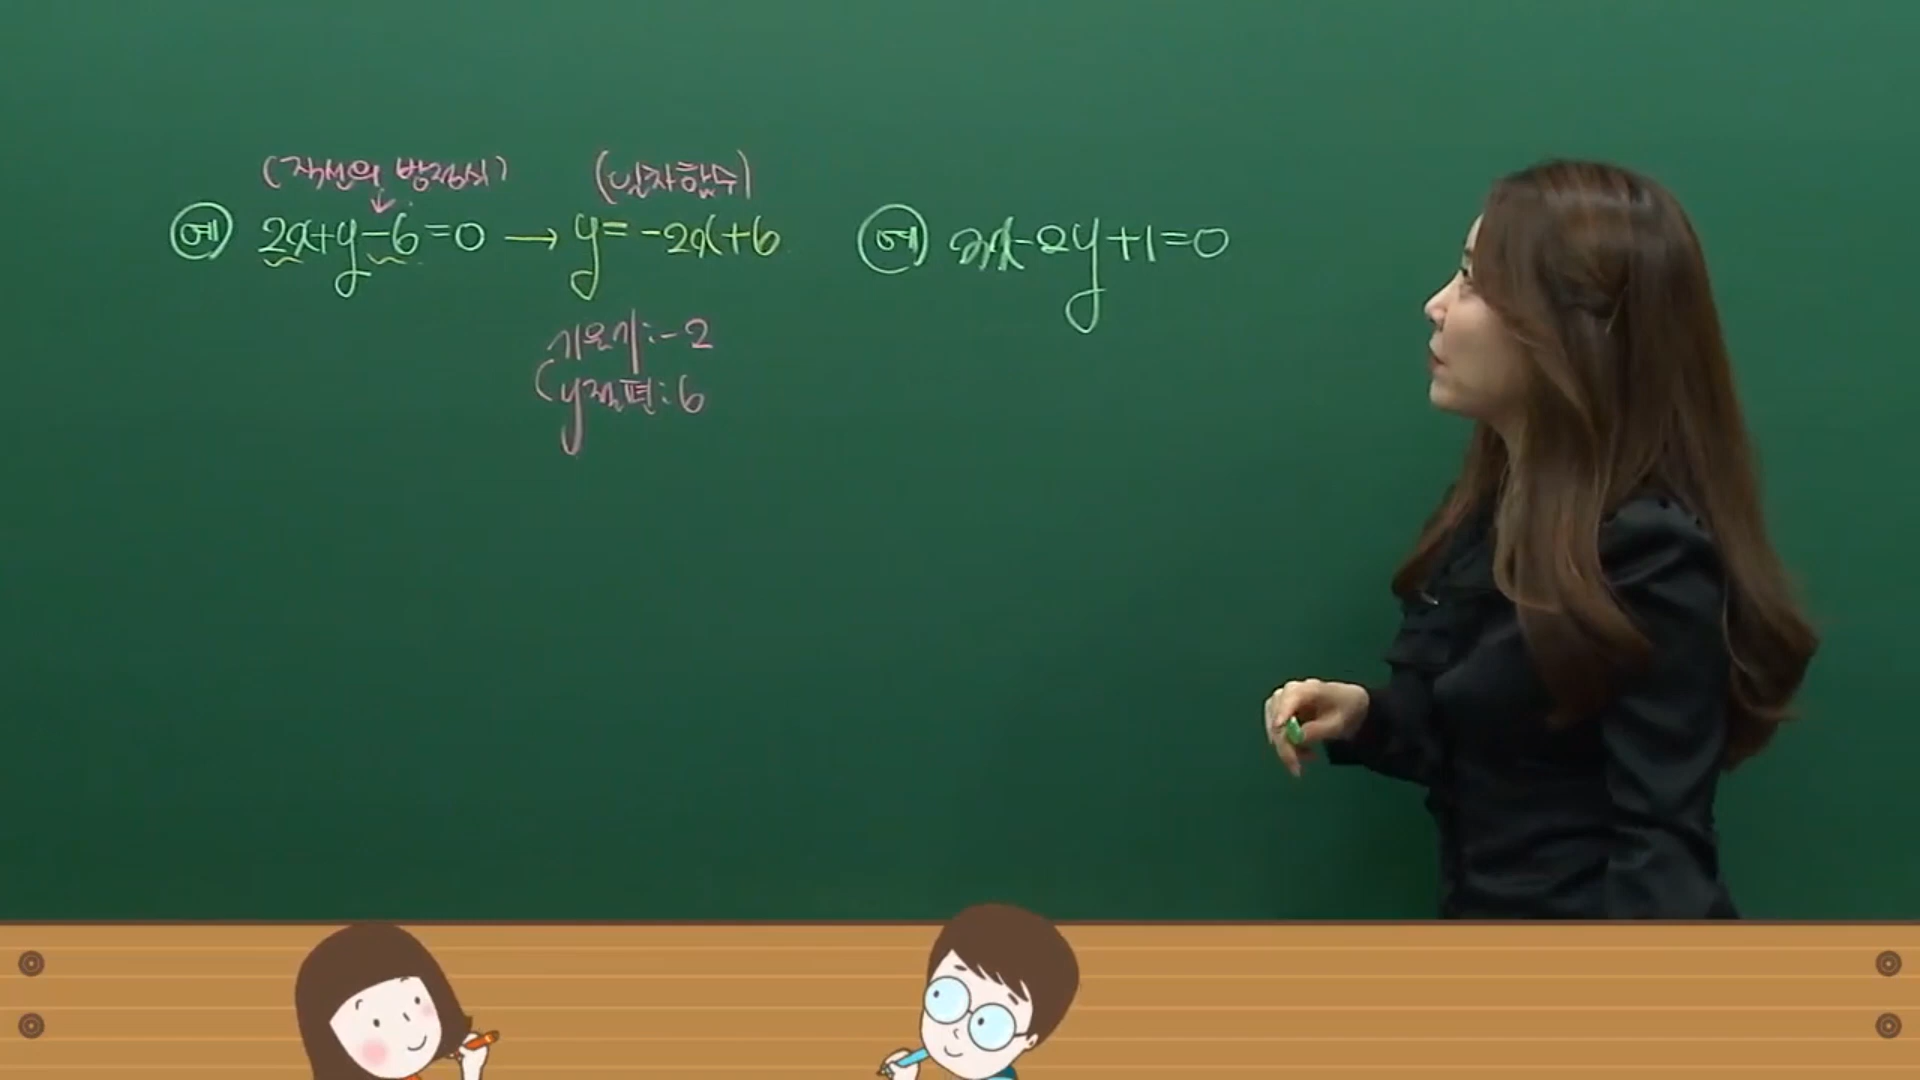 (직선의 방정식) (일차함수)
예 2x+y-6=0 → y=-2x+6
기울기:-2
y절편:6
예 3x-2y+1=0